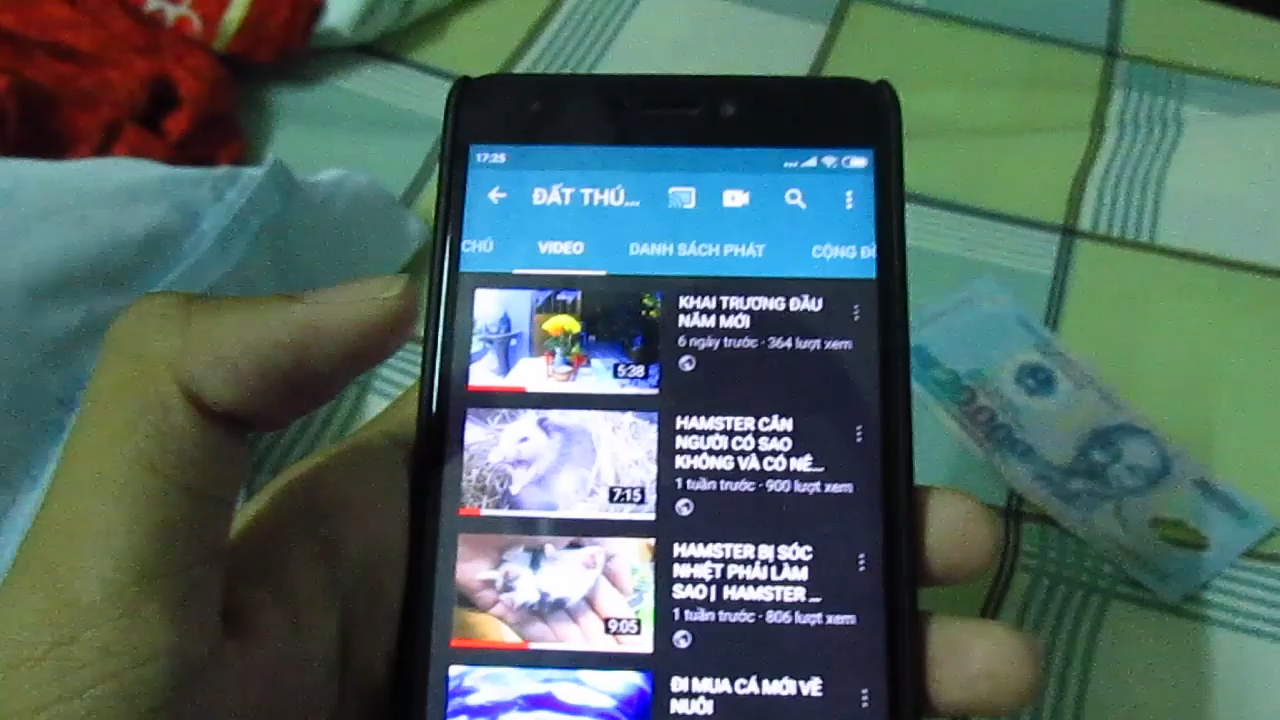 17:25
ĐẤT THÚ...
CHỦ VIDEO DANH SÁCH PHÁT CỘNG ĐỒ
KHAI TRƯƠNG ĐẦU
NĂM MỚI
6 ngày trước · 364 lượt xem
5:38
HAMSTER CẮN
NGƯỜI CÓ SAO
KHÔNG VÀ CÓ NÊ...
1 tuần trước · 900 lượt xem
7:15
HAMSTER BỊ SỐC
NHIỆT PHẢI LÀM
SAO | HAMSTER ...
1 tuần trước · 806 lượt xem
9:05
ĐI MUA CÁ MỚI VỀ
NUÔI